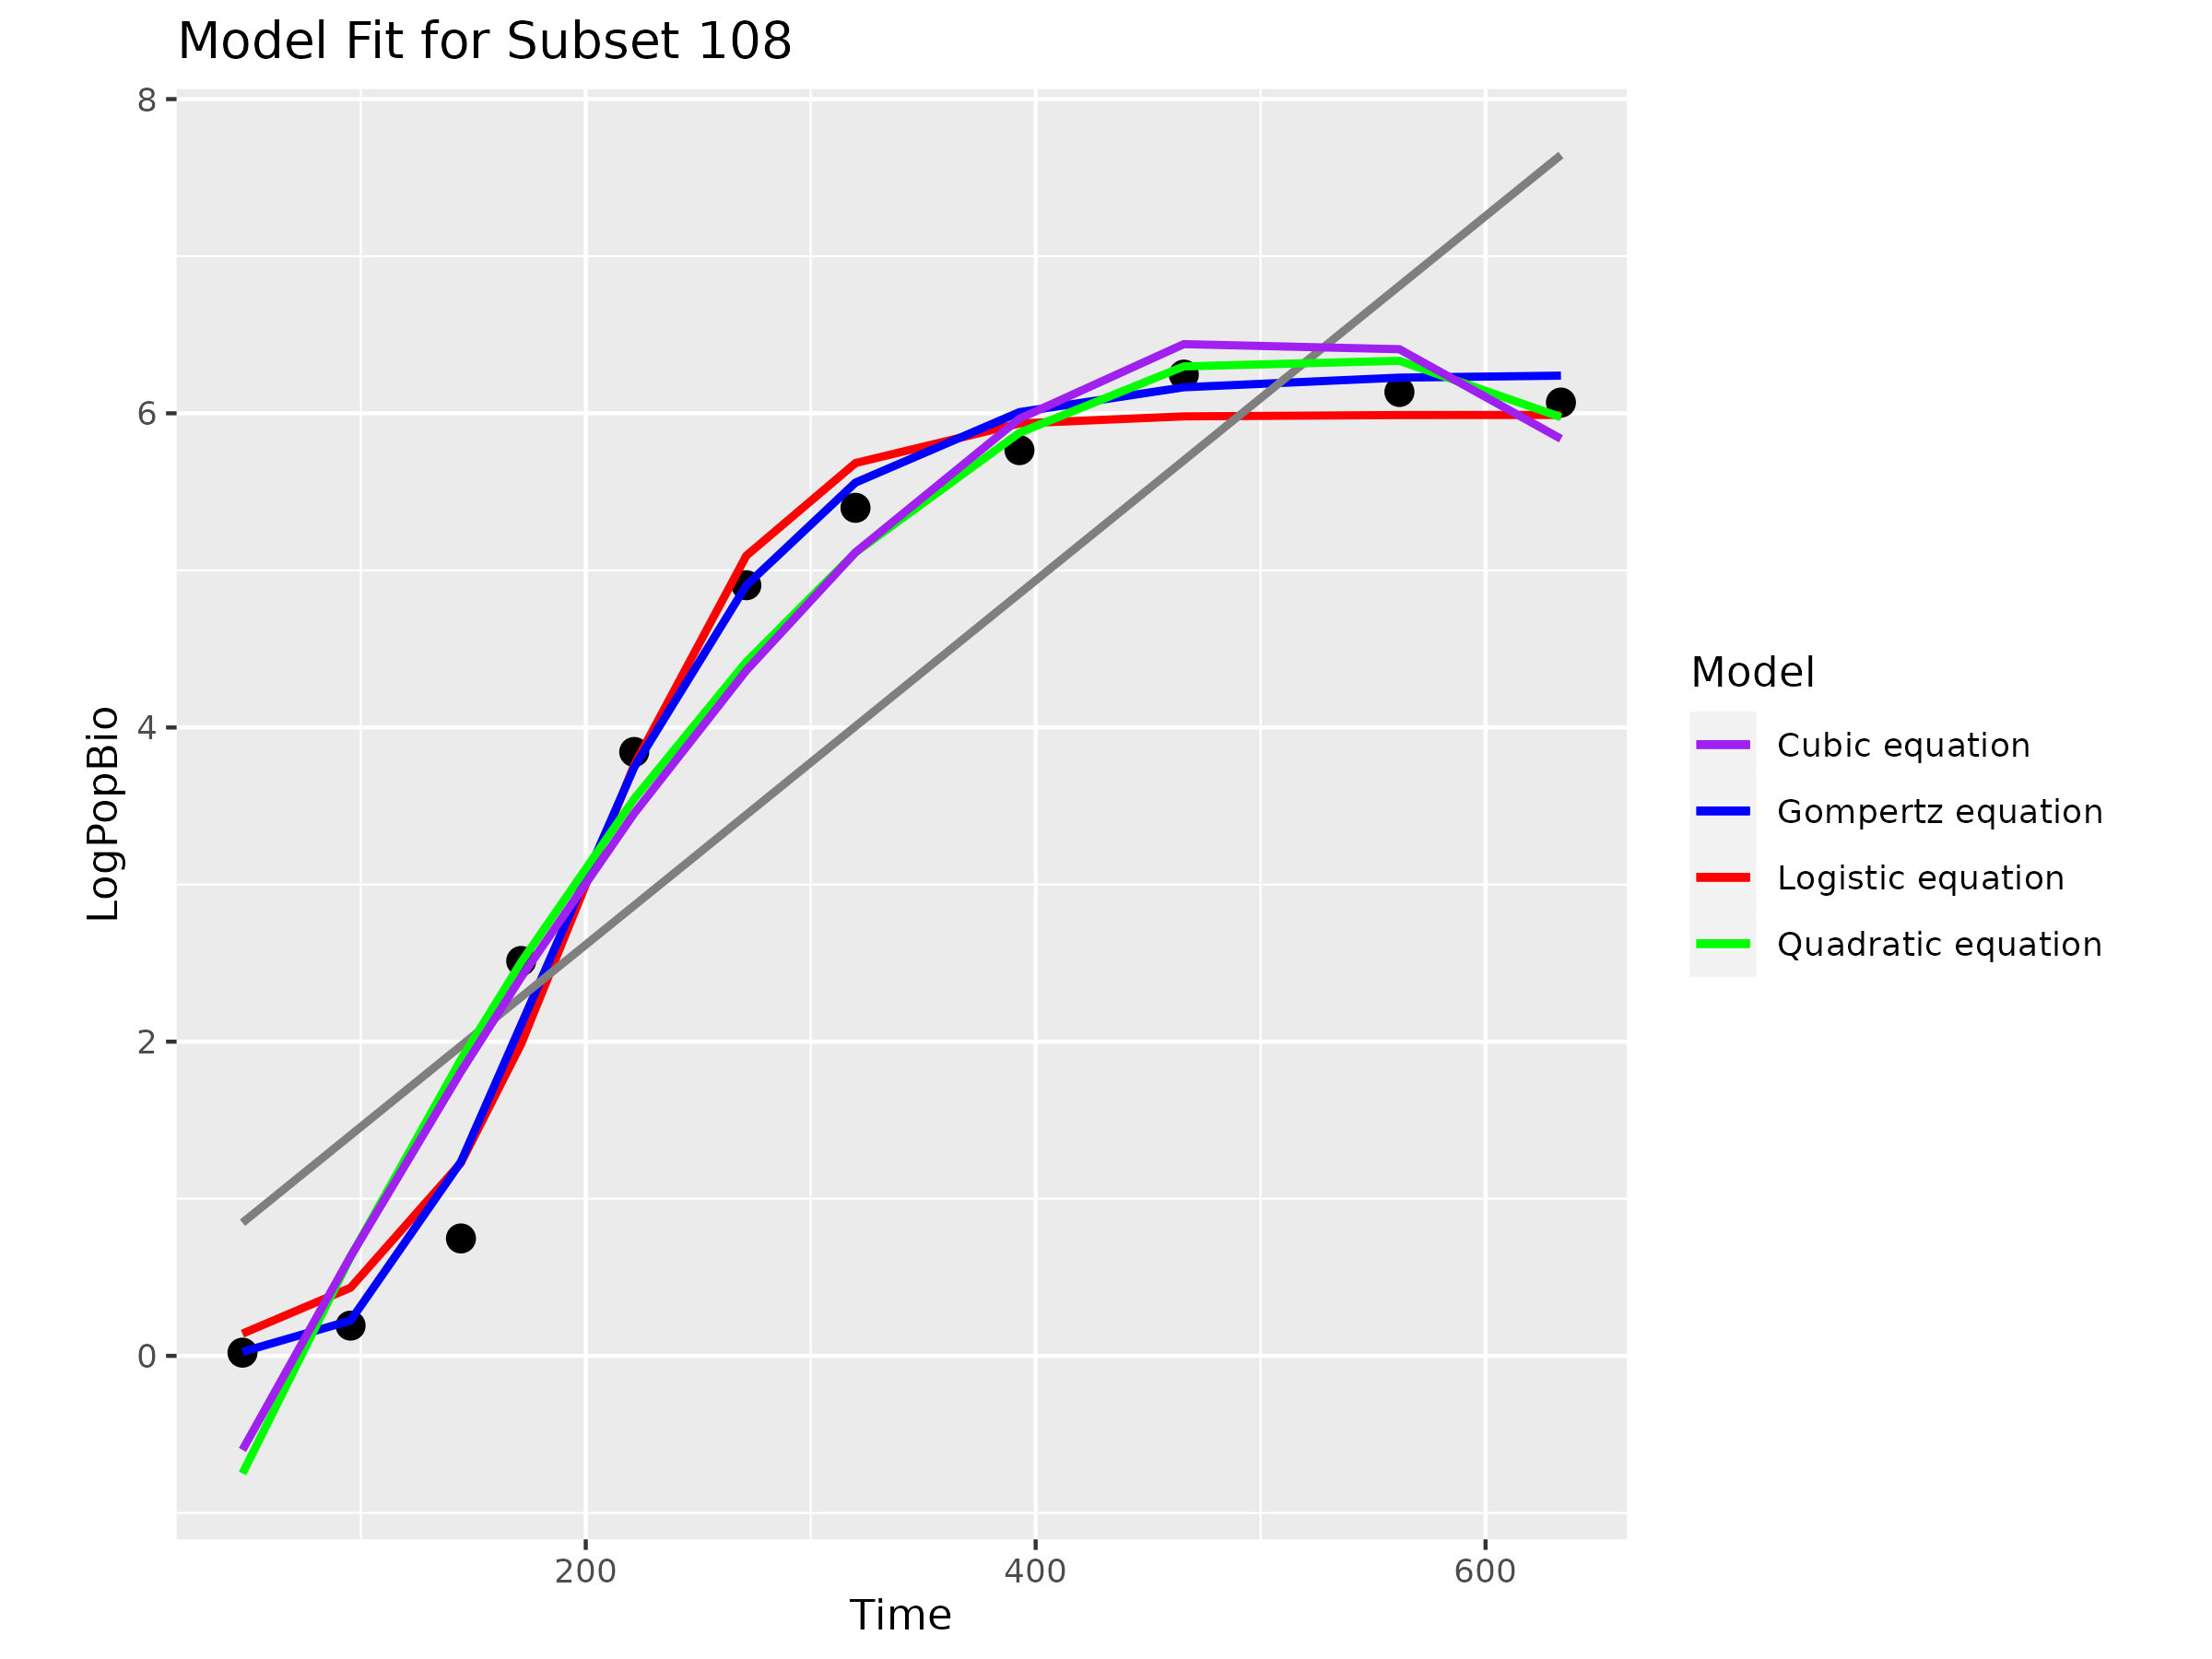 Model Fit for Subset 108
8
6
4
2
0
LogPopBio
200 400 600
Time
Model
Cubic equation
Gompertz equation
Logistic equation
Quadratic equation